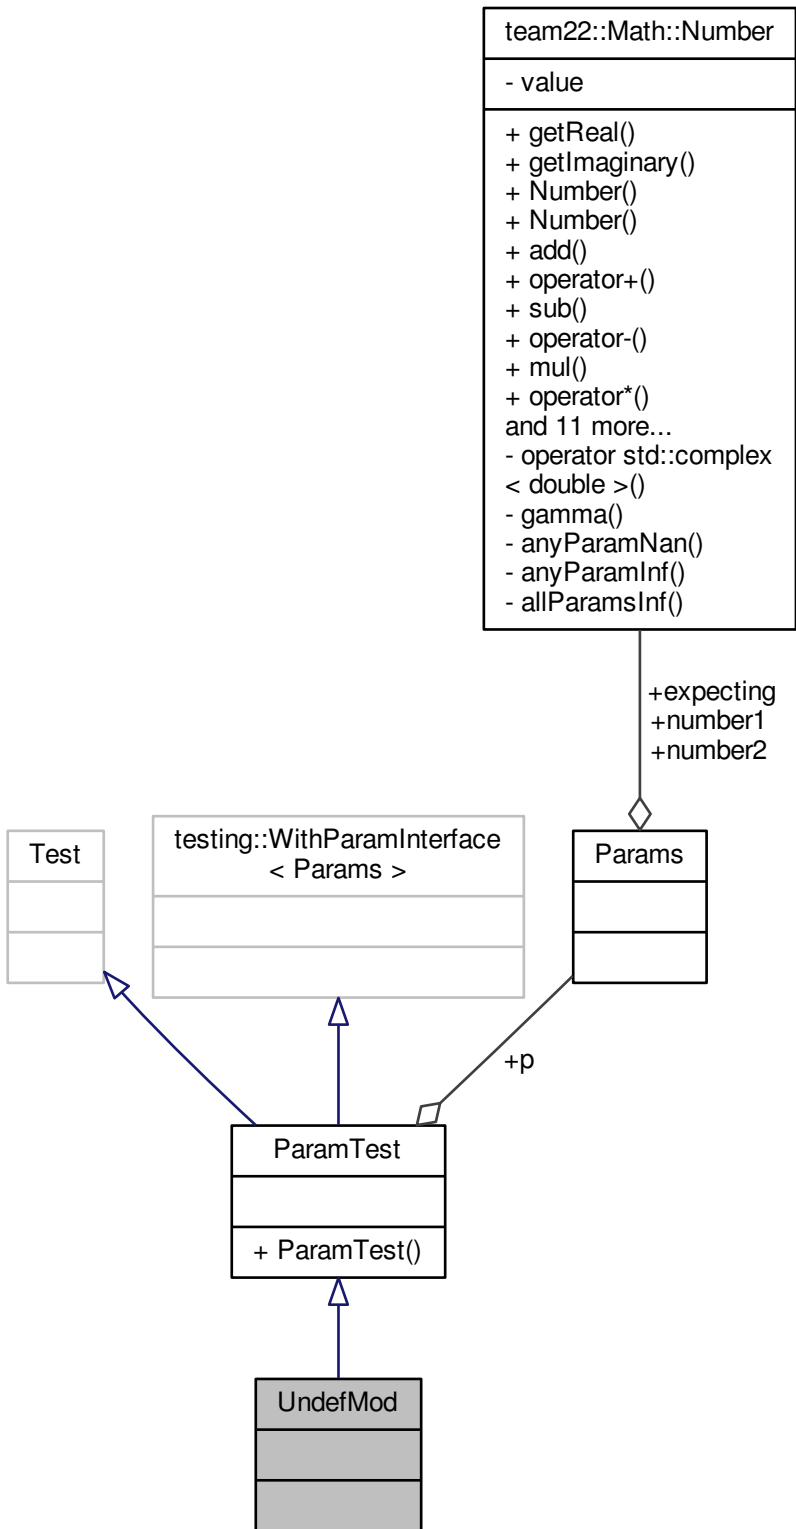 team22::Math::Number
- value
+ getReal()
+ getImaginary()
+ Number()
+ Number()
+ add()
+ operator+()
+ sub()
+ operator-()
+ mul()
+ operator*()
and 11 more...
- operator std::complex
< double >()
- gamma()
- anyParamNan()
- anyParamInf()
- allParamsInf()
+expecting
+number1
+number2
Test
testing::WithParamInterface
< Params >
Params
+p
ParamTest
+ ParamTest()
UndefMod